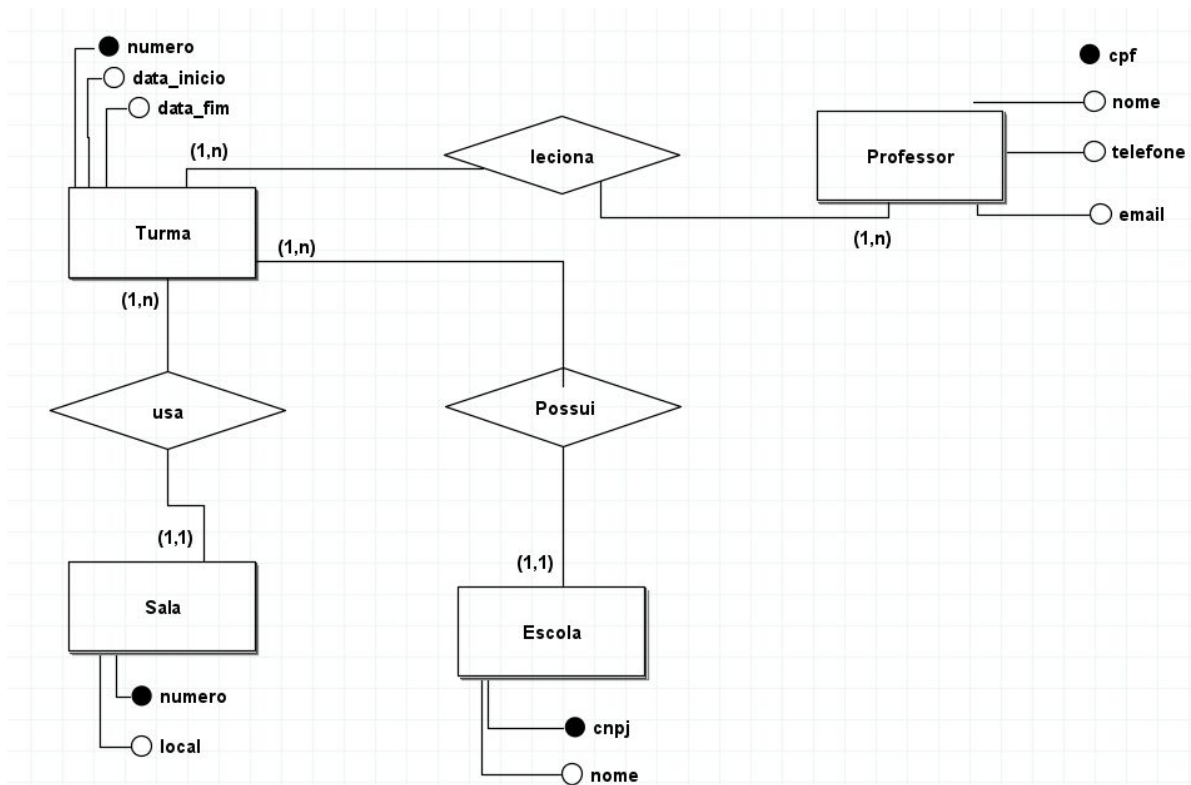 numero
data_inicio
data_fim
(1,n)
leciona
Professor
cpf
nome
telefone
email
(1,n)
Turma
(1,n)
(1,n)
usa
Possui
(1,1)
(1,1)
Sala
Escola
numero
local
cnpj
nome